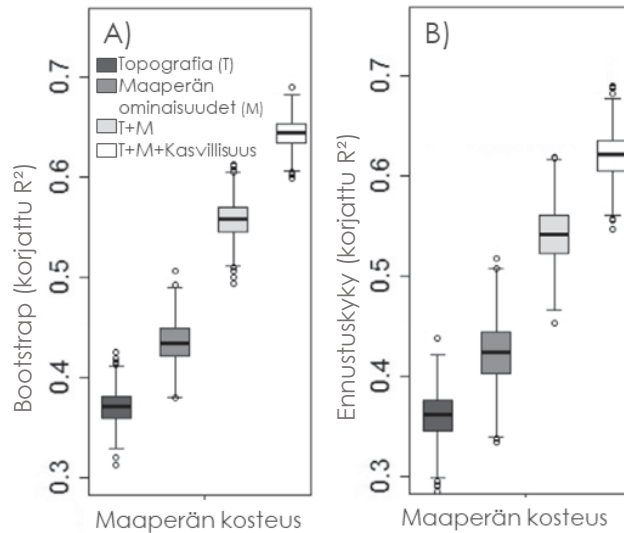 A)
Topografia (T)
Maaperän
ominaisuudet (M)
T+M
T+M+Kasvillisuus
Bootstrap (korjattu R²)
0.7
0.6
0.5
0.4
0.3
Maaperän kosteus
B)
Ennustuskyky (korjattu R²)
0.7
0.6
0.5
0.4
0.3
Maaperän kosteus